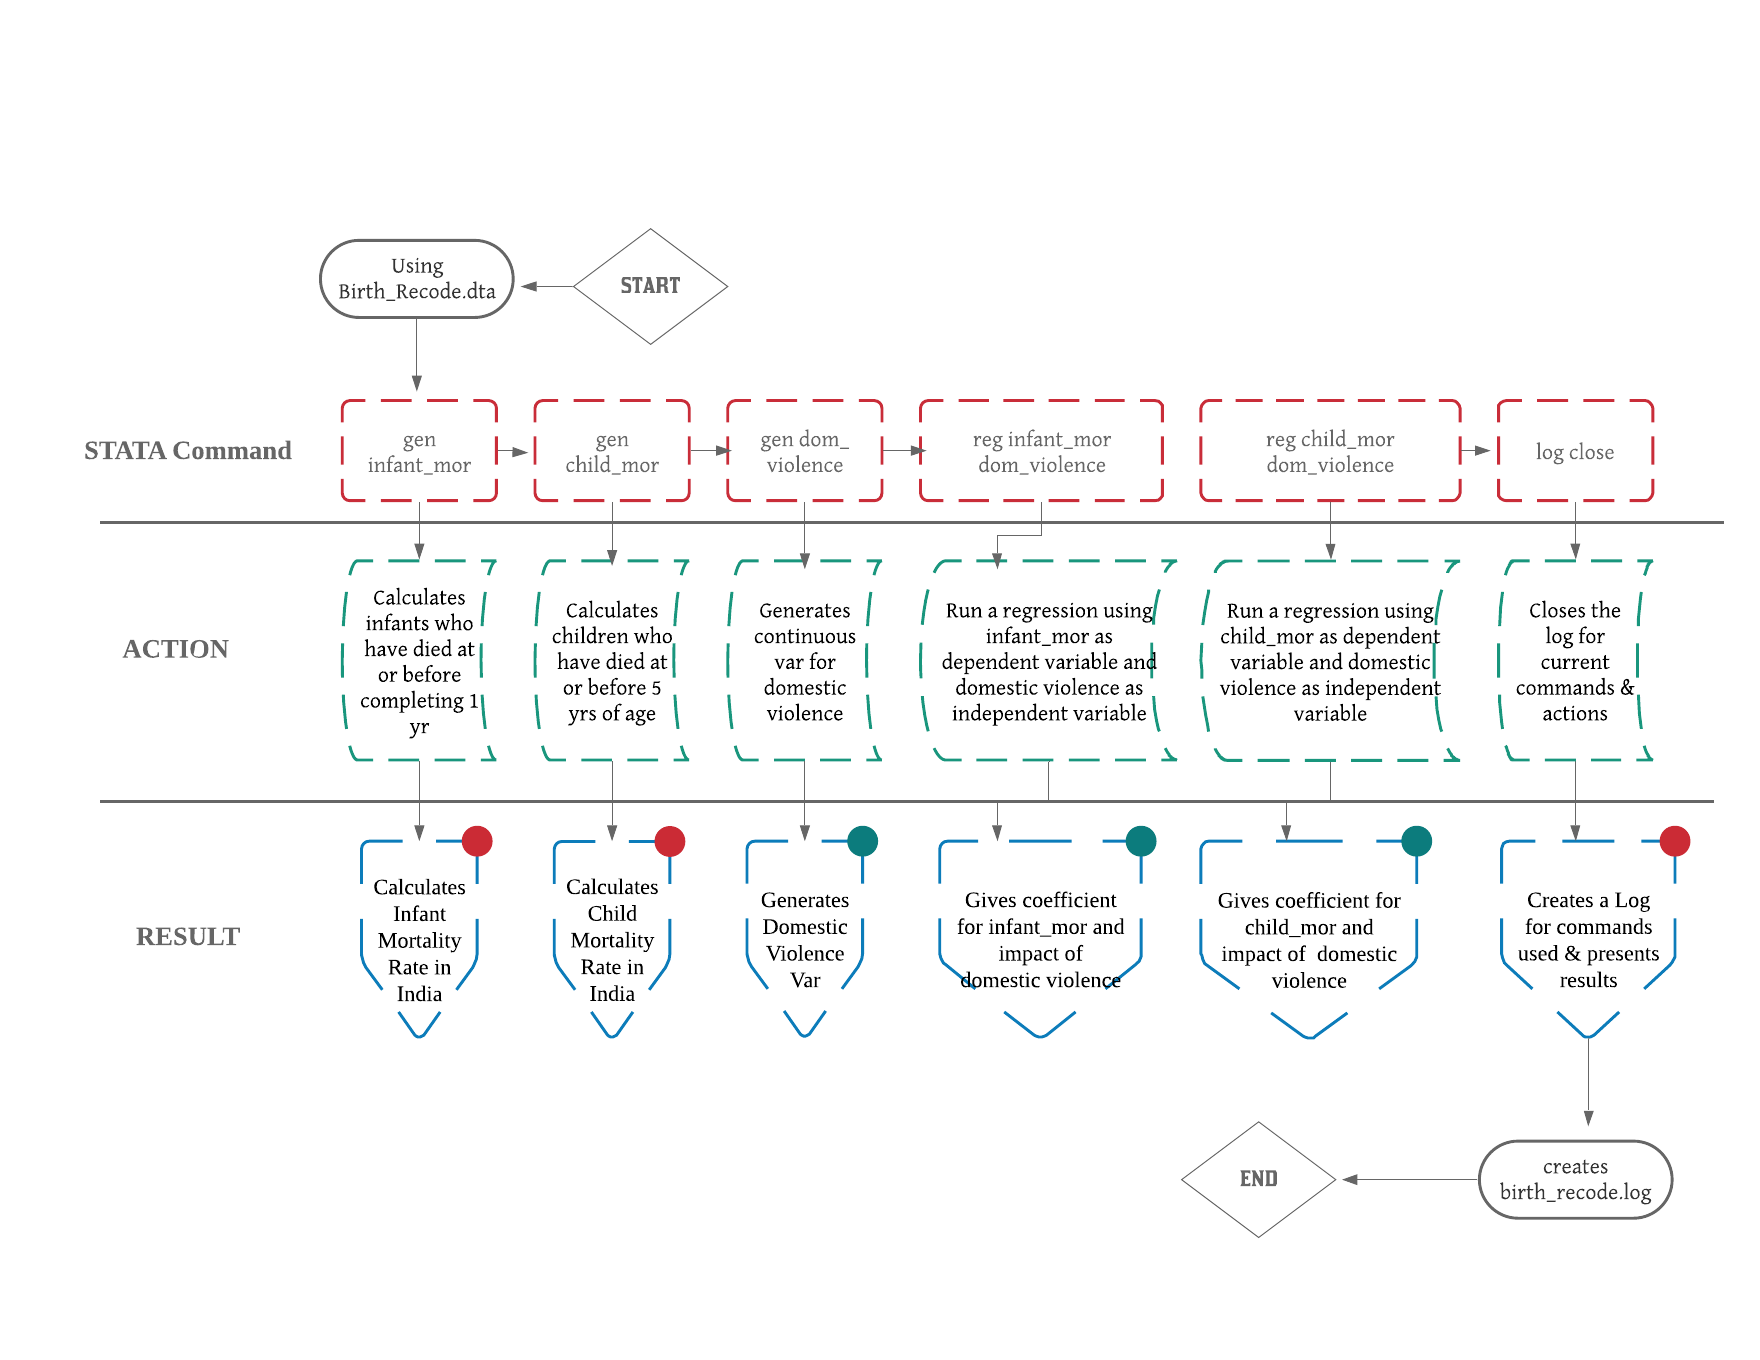 Using
Birth_Recode.dta
START
STATA Command
gen
infant_mor
gen
child_mor
gen dom_
violence
reg infant_mor
dom_violence
reg child_mor
dom_violence
log close
ACTION
Calculates
infants who
have died at
or before
completing 1
yr
Calculates
children who
have died at
or before 5
yrs of age
Generates
continuous
var for
domestic
violence
Run a regression using
infant_mor as
dependent variable and
domestic violence as
independent variable
Run a regression using
child_mor as dependent
variable and domestic
violence as independent
variable
Closes the
log for
current
commands &
actions
RESULT
Calculates
Infant
Mortality
Rate in
India
Calculates
Child
Mortality
Rate in
India
Generates
Domestic
Violence
Var
Gives coefficient
for infant_mor and
impact of
domestic violence
Gives coefficient for
child_mor and
impact of  domestic
violence
Creates a Log
for commands
used & presents
results
END
creates
birth_recode.log